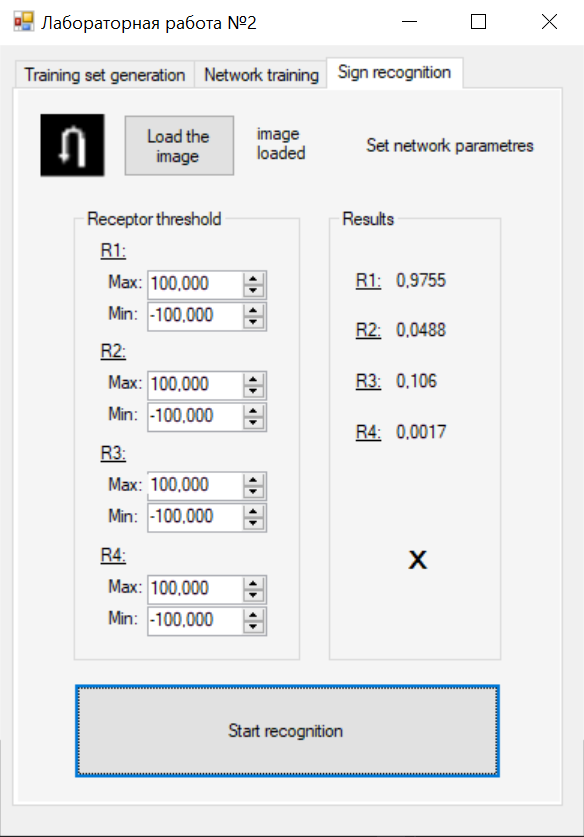 Лабораторная работа №2
Training set generation
Network training
Sign recognition
Load the
image
image
loaded
Set network parametres
Receptor threshold
R1:
Max: 100,000
Min: -100,000
R2:
Max: 100,000
Min: -100,000
R3:
Max: 100,000
Min: -100,000
R4:
Max: 100,000
Min: -100,000
Results
R1: 0,9755
R2: 0,0488
R3: 0,106
R4: 0,0017
X
Start recognition